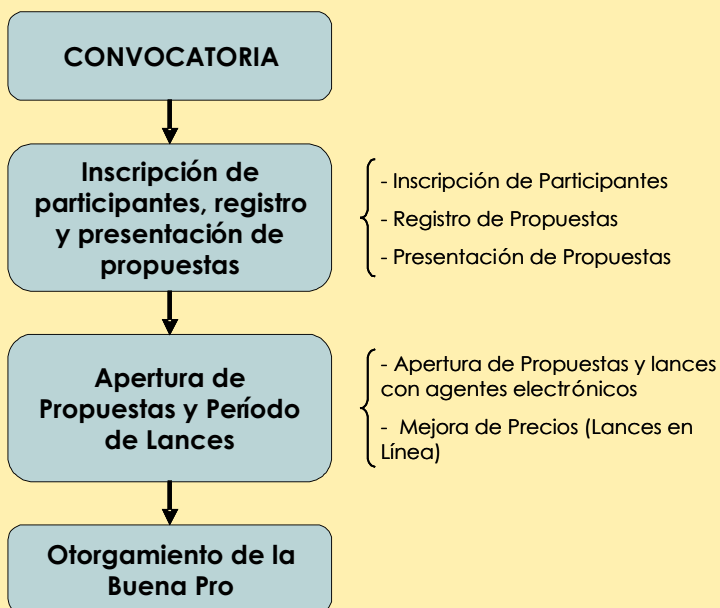 CONVOCATORIA
Inscripción de
participantes, registro
y presentación de
propuestas
- Inscripción de Participantes
- Registro de Propuestas
- Presentación de Propuestas
Apertura de
Propuestas y Período
de Lances
- Apertura de Propuestas y lances
con agentes electrónicos
- Mejora de Precios (Lances en
Línea)
Otorgamiento de la
Buena Pro